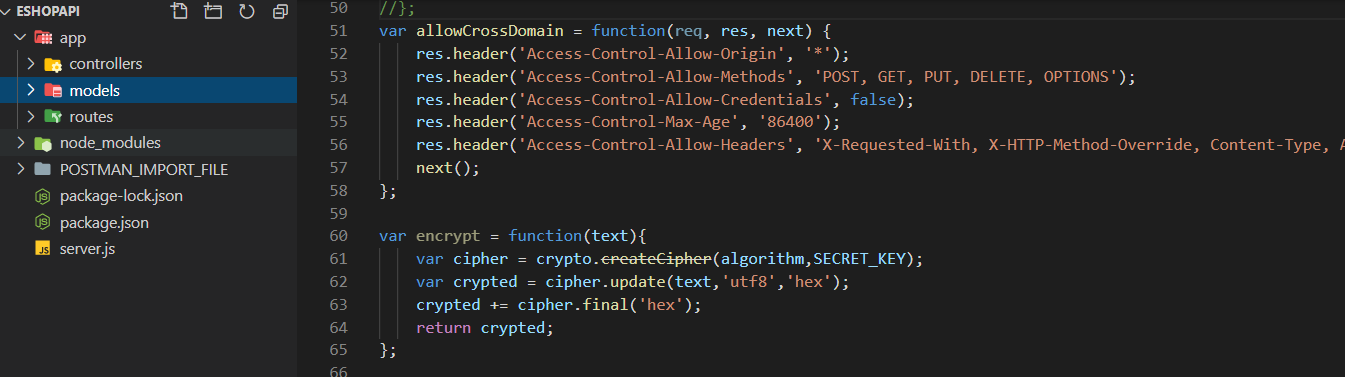 ESHOPAPI
app
controllers
models
routes
node_modules
POSTMAN_IMPORT_FILE
package-lock.json
package.json
JS server.js
50 //};
51 var allowCrossDomain = function(req, res, next) {
52     res.header('Access-Control-Allow-Origin', '*');
53     res.header('Access-Control-Allow-Methods', 'POST, GET, PUT, DELETE, OPTIONS');
54     res.header('Access-Control-Allow-Credentials', false);
55     res.header('Access-Control-Max-Age', '86400');
56     res.header('Access-Control-Allow-Headers', 'X-Requested-With, X-HTTP-Method-Override, Content-Type, A
57     next();
58 };
59
60 var encrypt = function(text){
61     var cipher = crypto.createCipher(algorithm,SECRET_KEY);
62     var crypted = cipher.update(text,'utf8','hex');
63     crypted += cipher.final('hex');
64     return crypted;
65 };
66